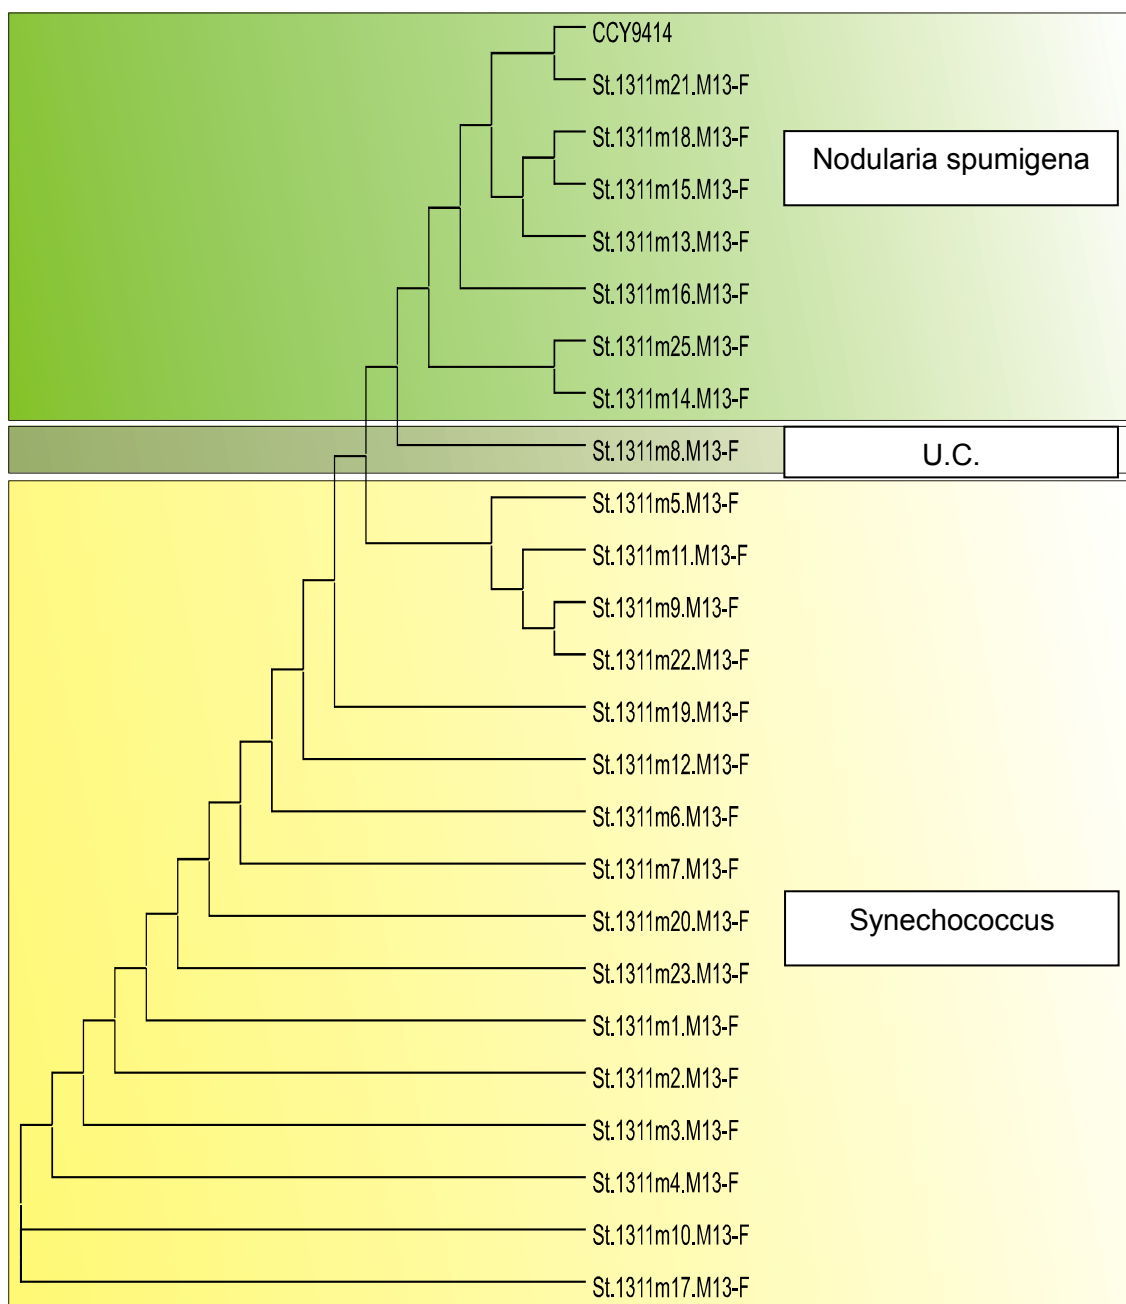 CCY9414
St.1311m21.M13-F
St.1311m18.M13-F
Nodularia spumigena
St.1311m15.M13-F
St.1311m13.M13-F
St.1311m16.M13-F
St.1311m25.M13-F
St.1311m14.M13-F
St.1311m8.M13-F
U.C.
St.1311m5.M13-F
St.1311m11.M13-F
St.1311m9.M13-F
St.1311m22.M13-F
St.1311m19.M13-F
St.1311m12.M13-F
St.1311m6.M13-F
St.1311m7.M13-F
St.1311m20.M13-F
Synechococcus
St.1311m23.M13-F
St.1311m1.M13-F
St.1311m2.M13-F
St.1311m3.M13-F
St.1311m4.M13-F
St.1311m10.M13-F
St.1311m17.M13-F